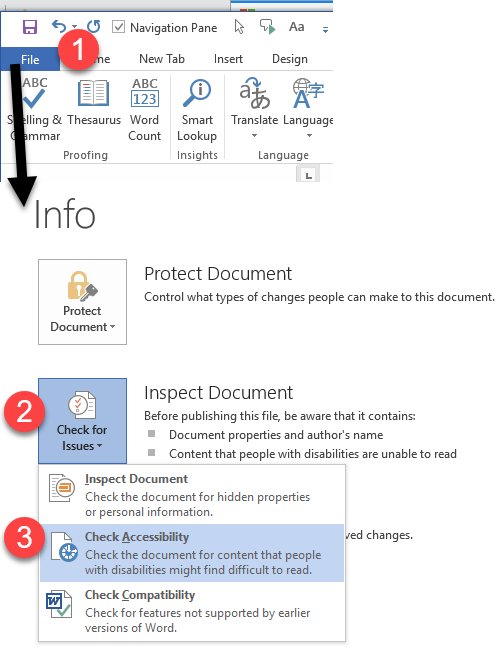 Navigation Pane
Aa
1
File
me
New Tab
Insert
Design
ABC
ABC
123
Spelling & Grammar
Thesaurus
Word Count
Smart Lookup
Translate
Language
Proofing
Insights
Language
Info
Protect Document
Protect Document
Control what types of changes people can make to this document.
2
Check for Issues
Inspect Document
Before publishing this file, be aware that it contains:
Document properties and author's name
Content that people with disabilities are unable to read
Inspect Document
Check the document for hidden properties
or personal information.
3
Check Accessibility
Check the document for content that people
with disabilities might find difficult to read.
ved changes.
Check Compatibility
Check for features not supported by earlier
versions of Word.